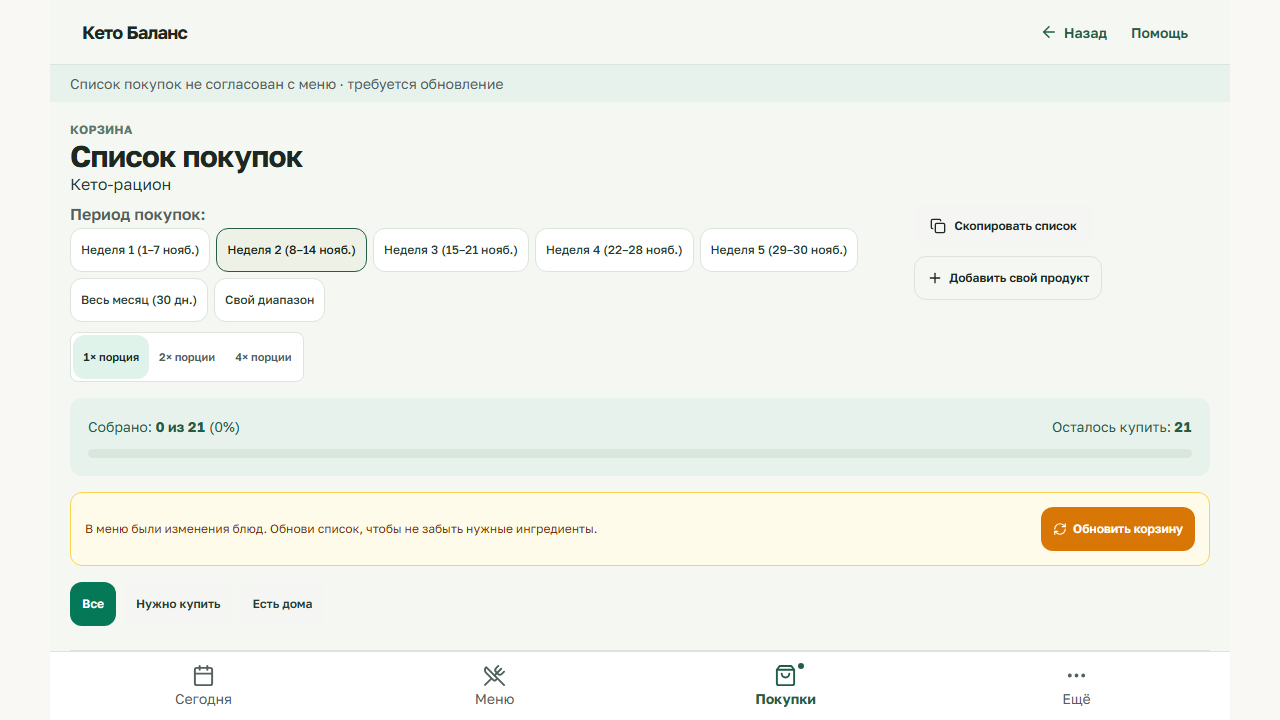 Кето Баланс
Назад
Помощь
Список покупок не согласован с меню · требуется обновление
КОРЗИНА
Список покупок
Кето-рацион
Период покупок:
Неделя 1 (1–7 нояб.)
Неделя 2 (8–14 нояб.)
Неделя 3 (15–21 нояб.)
Неделя 4 (22–28 нояб.)
Неделя 5 (29–30 нояб.)
Весь месяц (30 дн.)
Свой диапазон
Скопировать список
Добавить свой продукт
1× порция
2× порции
4× порции
Собрано: 0 из 21 (0%)
Осталось купить: 21
В меню были изменения блюд. Обнови список, чтобы не забыть нужные ингредиенты.
Обновить корзину
Все
Нужно купить
Есть дома
Сегодня
Меню
Покупки
Ещё